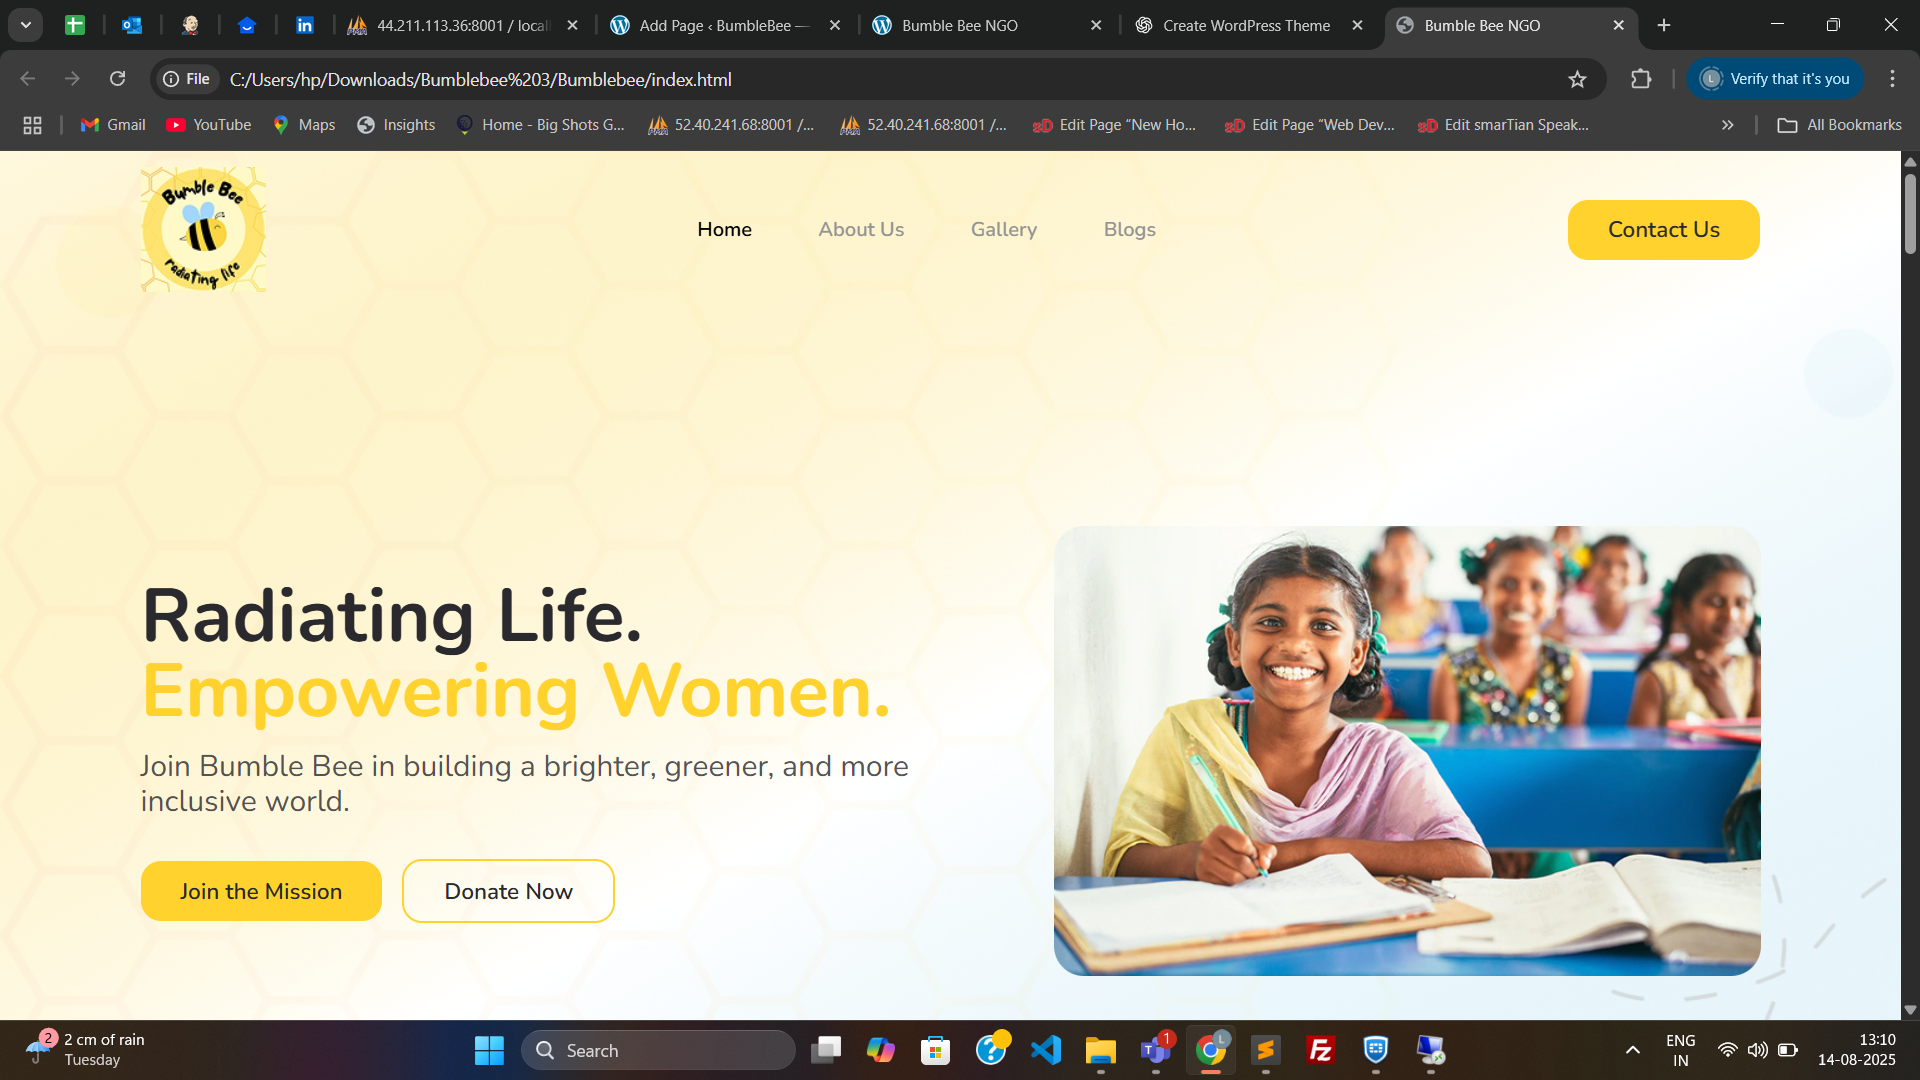 44.211.113.36:8001 / local
Add Page ‹ BumbleBee —
Bumble Bee NGO
Create WordPress Theme
Bumble Bee NGO
File
C:/Users/hp/Downloads/Bumblebee%203/Bumblebee/index.html
L
Verify that it's you
Gmail
YouTube
Maps
Insights
Home - Big Shots G...
52.40.241.68:8001 /...
52.40.241.68:8001 /...
Edit Page “New Ho...
Edit Page “Web Dev...
Edit smarTian Speak...
All Bookmarks
Bumble Bee
radiating life
Home
About Us
Gallery
Blogs
Contact Us
Radiating Life.
Empowering Women.
Join Bumble Bee in building a brighter, greener, and more
inclusive world.
Join the Mission
Donate Now
2
2 cm of rain
Tuesday
Search
1
L
ENG
IN
13:10
14-08-2025